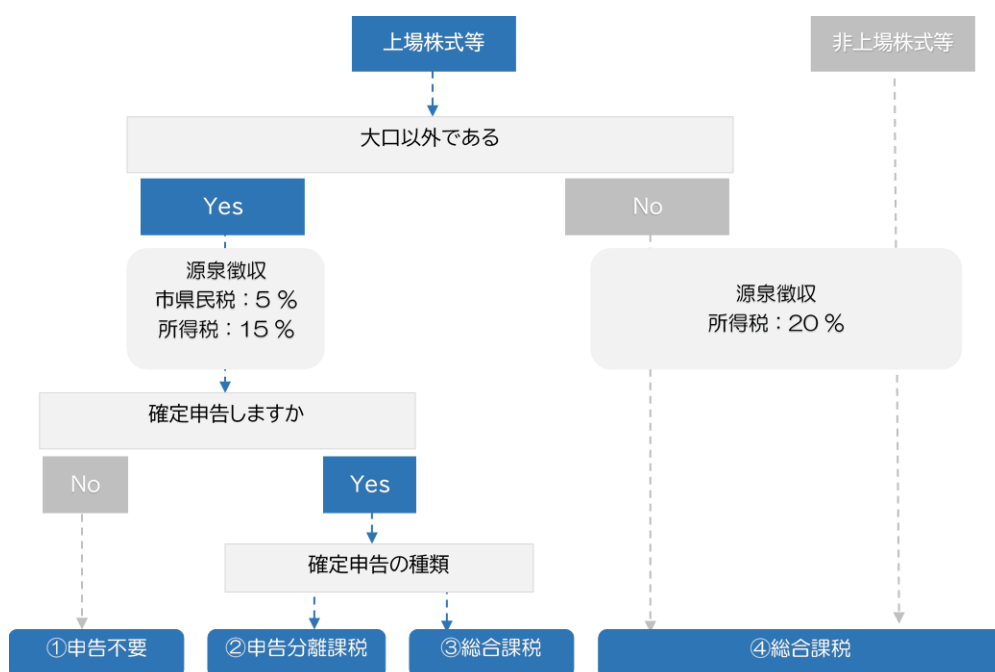 上場株式等
非上場株式等
大口以外である
Yes
No
源泉徴収
市県民税：5 %
所得税：15 %
源泉徴収
所得税：20 %
確定申告しますか
No
Yes
確定申告の種類
①申告不要
②申告分離課税
③総合課税
④総合課税